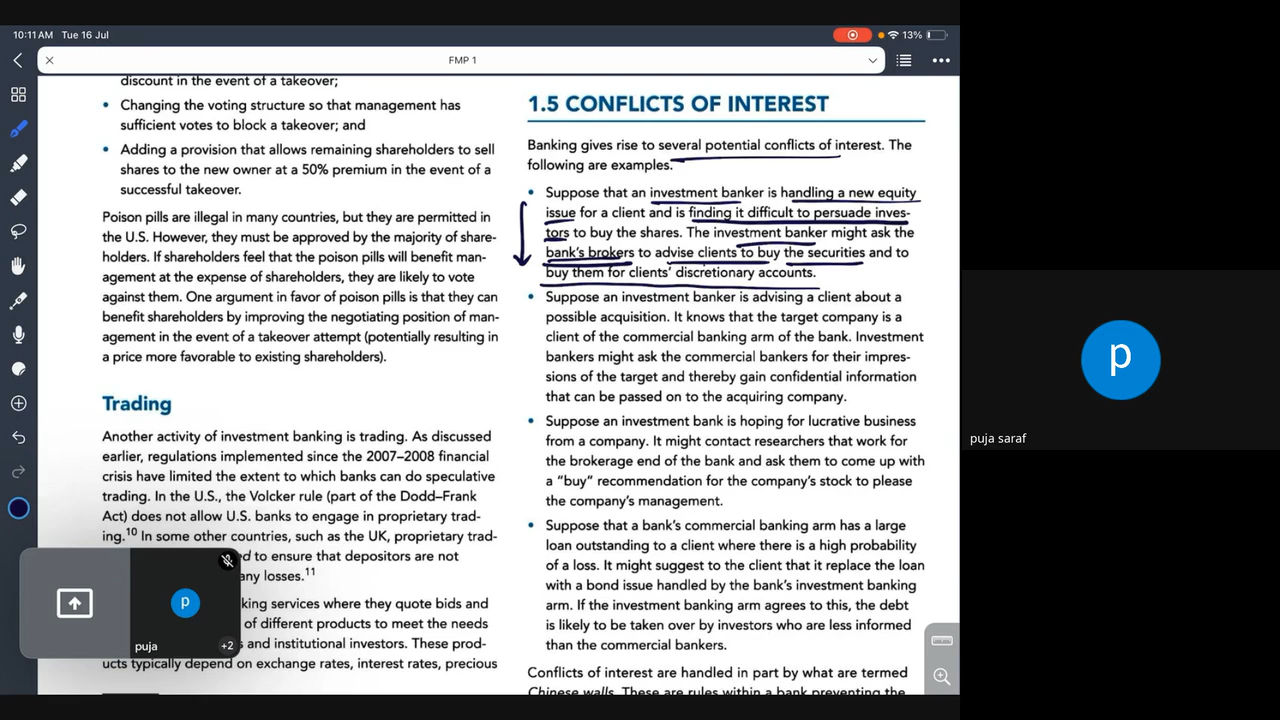 10:11 AM Tue 16 Jul
13%
FMP 1
discount in the event of a takeover;
• Changing the voting structure so that management has
sufficient votes to block a takeover; and
• Adding a provision that allows remaining shareholders to sell
shares to the new owner at a 50% premium in the event of a
successful takeover.
Poison pills are illegal in many countries, but they are permitted in
the U.S. However, they must be approved by the majority of share-
holders. If shareholders feel that the poison pills will benefit man-
agement at the expense of shareholders, they are likely to vote
against them. One argument in favor of poison pills is that they can
benefit shareholders by improving the negotiating position of man-
agement in the event of a takeover attempt (potentially resulting in
a price more favorable to existing shareholders).
Trading
Another activity of investment banking is trading. As discussed
earlier, regulations implemented since the 2007–2008 financial
crisis have limited the extent to which banks can do speculative
trading. In the U.S., the Volcker rule (part of the Dodd–Frank
Act) does not allow U.S. banks to engage in proprietary trad-
ing.10 In some other countries, such as the UK, proprietary trad-
to ensure that depositors are not
any losses.11
king services where they quote bids and
of different products to meet the needs
and institutional investors. These prod-
ucts typically depend on exchange rates, interest rates, precious
1.5 CONFLICTS OF INTEREST
Banking gives rise to several potential conflicts of interest. The
following are examples.
• Suppose that an investment banker is handling a new equity
issue for a client and is finding it difficult to persuade inves-
tors to buy the shares. The investment banker might ask the
bank's brokers to advise clients to buy the securities and to
buy them for clients' discretionary accounts.
• Suppose an investment banker is advising a client about a
possible acquisition. It knows that the target company is a
client of the commercial banking arm of the bank. Investment
bankers might ask the commercial bankers for their impres-
sions of the target and thereby gain confidential information
that can be passed on to the acquiring company.
• Suppose an investment bank is hoping for lucrative business
from a company. It might contact researchers that work for
the brokerage end of the bank and ask them to come up with
a "buy" recommendation for the company's stock to please
the company's management.
• Suppose that a bank's commercial banking arm has a large
loan outstanding to a client where there is a high probability
of a loss. It might suggest to the client that it replace the loan
with a bond issue handled by the bank's investment banking
arm. If the investment banking arm agrees to this, the debt
is likely to be taken over by investors who are less informed
than the commercial bankers.
Conflicts of interest are handled in part by what are termed
Chinese walls. These are rules within a bank preventing the
p
puja
+2
p
puja saraf